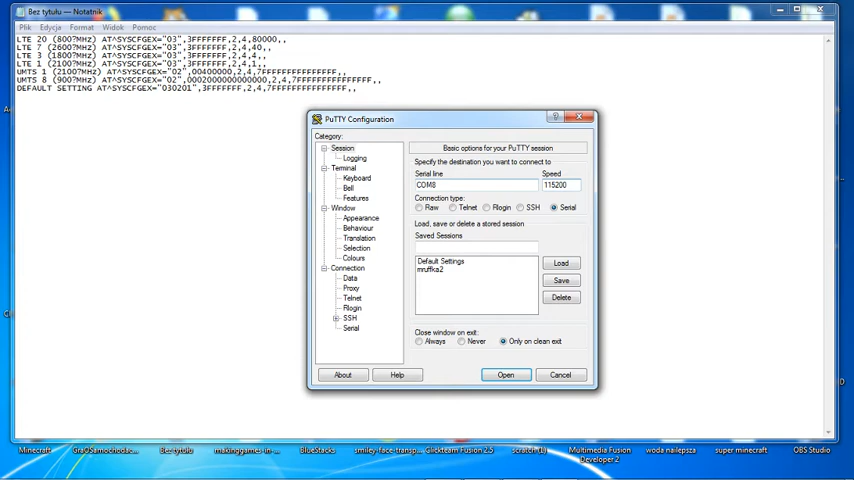 Bez tytułu — Notatnik
Plik Edycja Format Widok Pomoc
LTE 20 (800?MHz) AT^SYSCFGEX="03",3FFFFFFF,2,4,80000,,
LTE 7 (2600?MHz) AT^SYSCFGEX="03",3FFFFFFF,2,4,40,,
LTE 3 (1800?MHz) AT^SYSCFGEX="03",3FFFFFFF,2,4,4,,
LTE 1 (2100?MHz) AT^SYSCFGEX="03",3FFFFFFF,2,4,1,,
UMTS 1 (2100?MHz) AT^SYSCFGEX="02",00400000,2,4,7FFFFFFFFFFFFFFF,,
UMTS 8 (900?MHz) AT^SYSCFGEX="02",0002000000000000,2,4,7FFFFFFFFFFFFFFF,,
DEFAULT SETTING AT^SYSCFGEX="030201",3FFFFFFF,2,4,7FFFFFFFFFFFFFFF,,
PuTTY Configuration
Category:
Session
Logging
Terminal
Keyboard
Bell
Features
Window
Appearance
Behaviour
Translation
Selection
Colours
Connection
Data
Proxy
Telnet
Rlogin
SSH
Serial
Basic options for your PuTTY session
Specify the destination you want to connect to
Serial line Speed
COM8 115200
Connection type:
Raw Telnet Rlogin SSH Serial
Load, save or delete a stored session
Saved Sessions
Default Settings
mruffka2
Load
Save
Delete
Close window on exit:
Always Never Only on clean exit
About Help Open Cancel
Minecraft GraOSamochodac... Bez tytułu makinggames-in-... BlueStacks smiley-face-transp... Clickteam Fusion 2.5 scratch (1) Multimedia Fusion Developer 2 woda najlepsza super minecraft OBS Studio